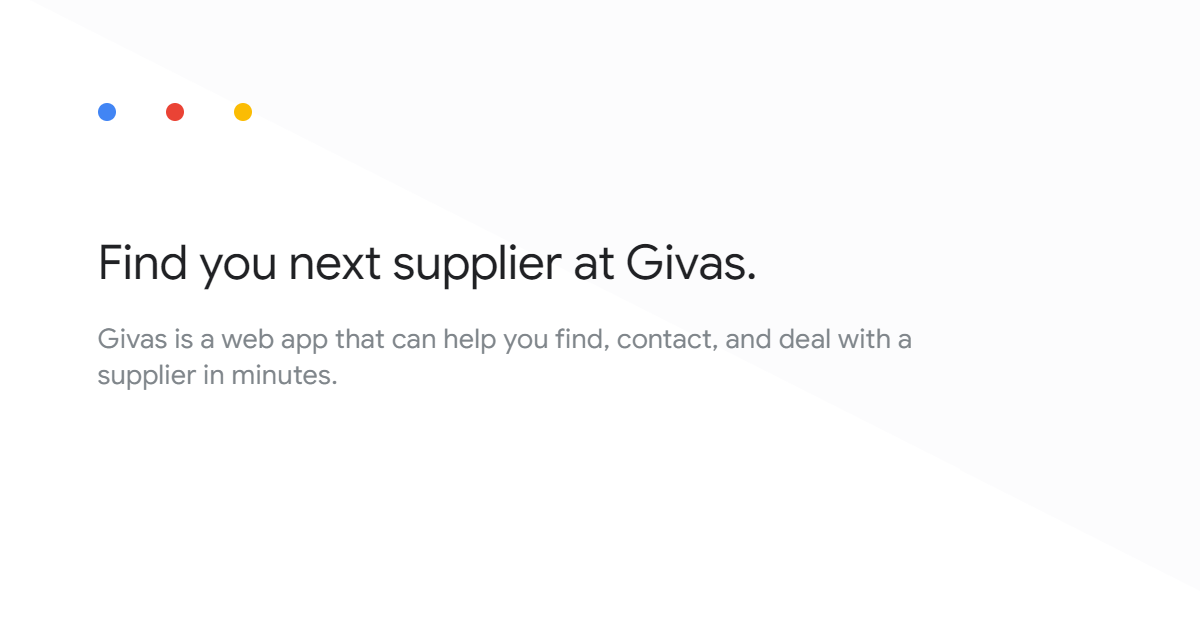 Find you next supplier at Givas.
Givas is a web app that can help you find, contact, and deal with a
supplier in minutes.